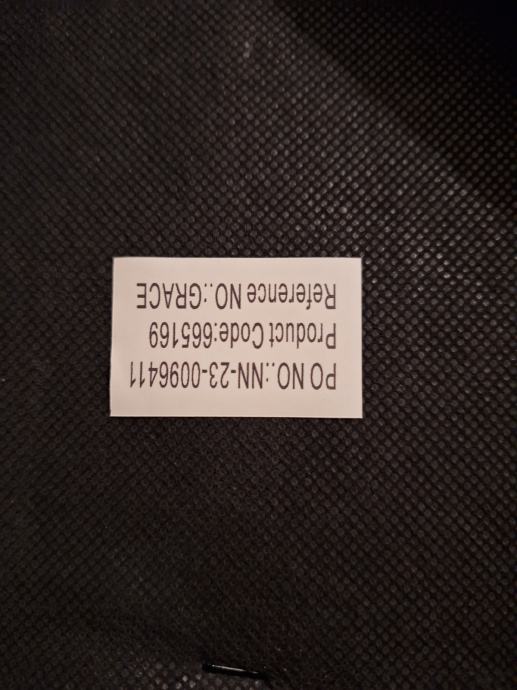 PO NO.:NN-23-0096411
Product Code:665169
Reference NO.:GRACE